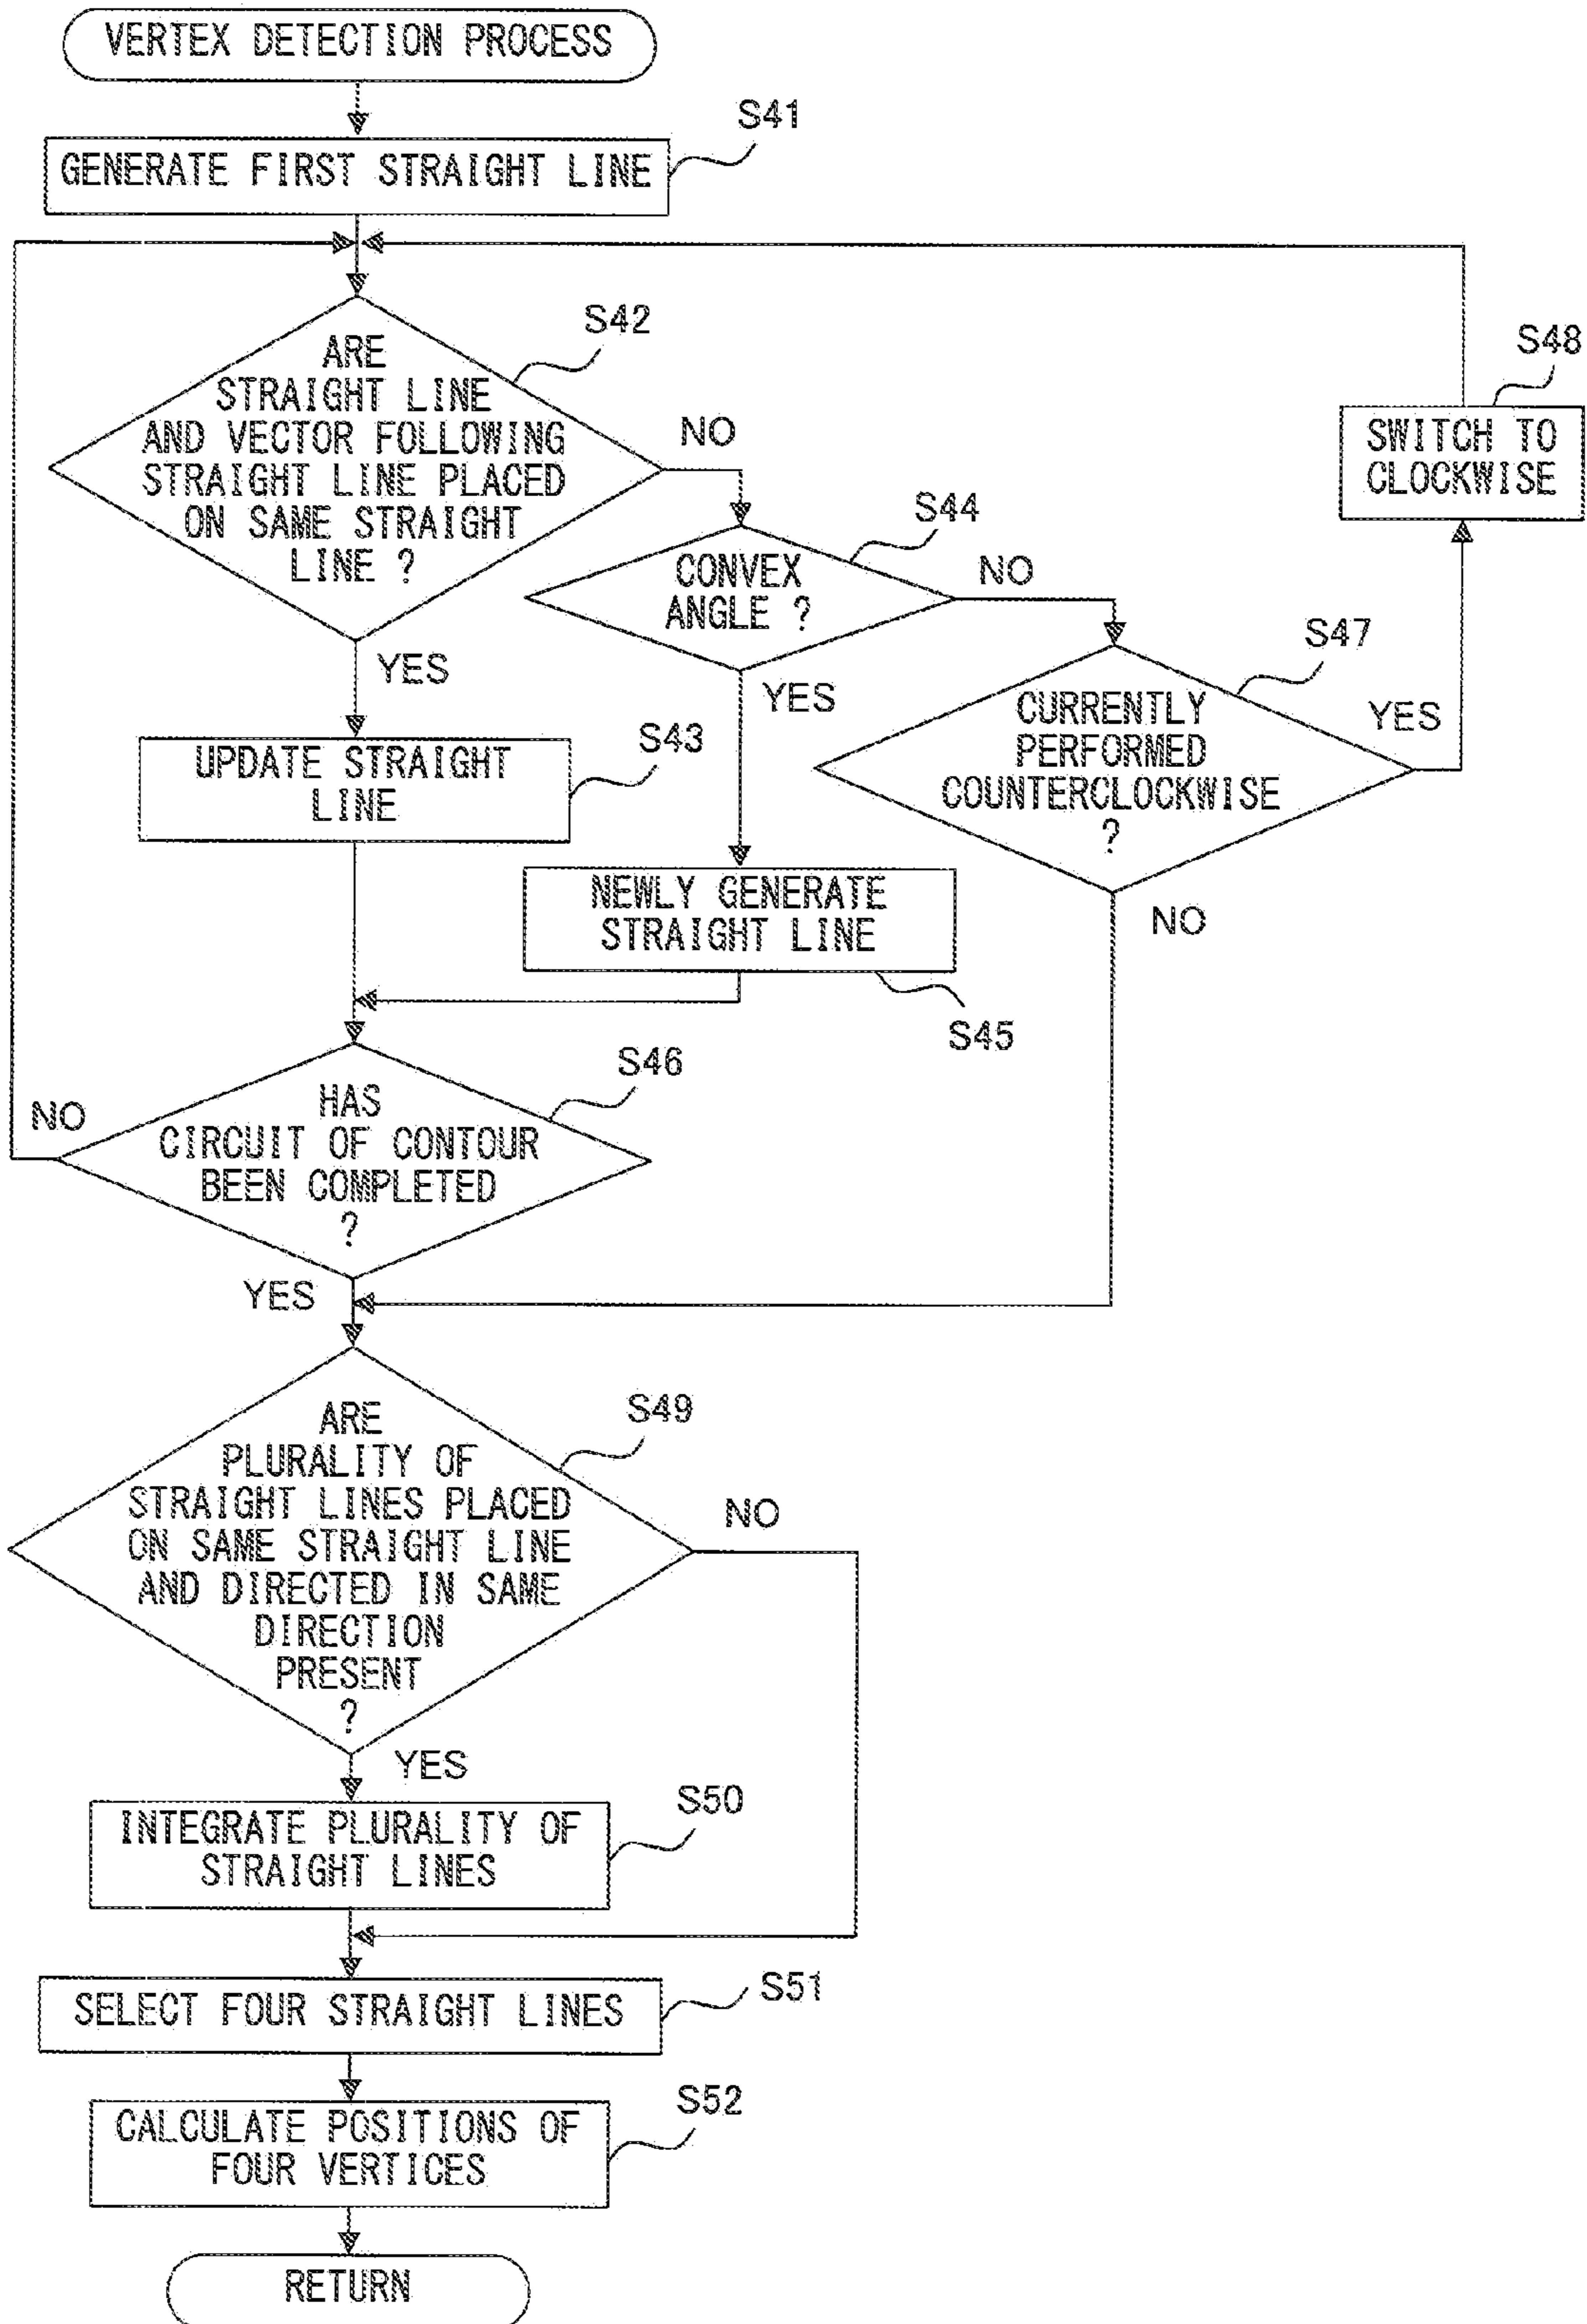 VERTEX DETECTION PROCESS
S41
GENERATE FIRST STRAIGHT LINE
S42
ARE
STRAIGHT LINE
AND VECTOR FOLLOWING
STRAIGHT LINE PLACED
ON SAME STRAIGHT
LINE ?
NO
YES
S48
SWITCH TO
CLOCKWISE
S44
CONVEX
ANGLE ?
NO
YES
S47
CURRENTLY
PERFORMED
COUNTERCLOCKWISE
?
YES
NO
S43
UPDATE STRAIGHT
LINE
NEWLY GENERATE
STRAIGHT LINE
S45
S46
HAS
CIRCUIT OF CONTOUR
BEEN COMPLETED
?
NO
YES
S49
ARE
PLURALITY OF
STRAIGHT LINES PLACED
ON SAME STRAIGHT LINE
AND DIRECTED IN SAME
DIRECTION
PRESENT
?
NO
YES
S50
INTEGRATE PLURALITY OF
STRAIGHT LINES
S51
SELECT FOUR STRAIGHT LINES
S52
CALCULATE POSITIONS OF
FOUR VERTICES
RETURN